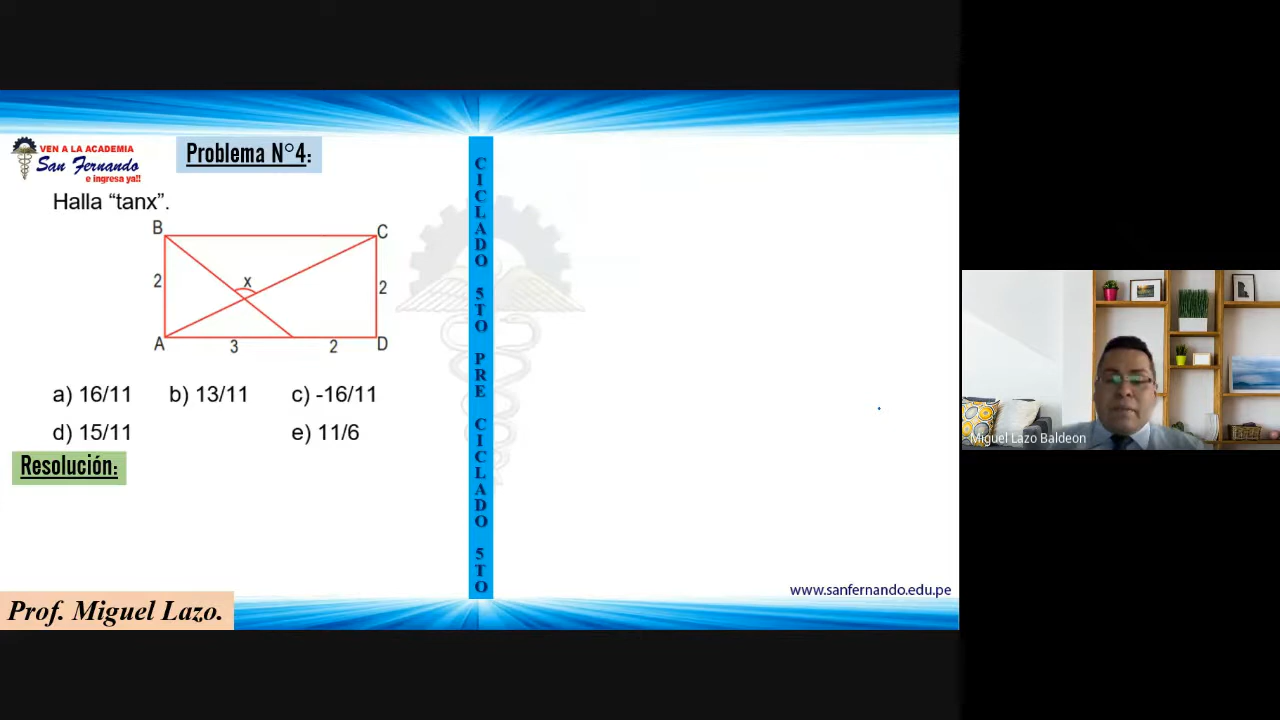 VEN A LA ACADEMIA
San Fernando
e ingresa ya!!
Problema N°4:
Halla “tanx”.
B
C
x
2
2
A
3
2
D
a) 16/11 b) 13/11 c) -16/11
d) 15/11 e) 11/6
Resolución:
Prof. Miguel Lazo.
CICLADO 5TO PRE CICLADO 5TO
www.sanfernando.edu.pe
Miguel Lazo Baldeon